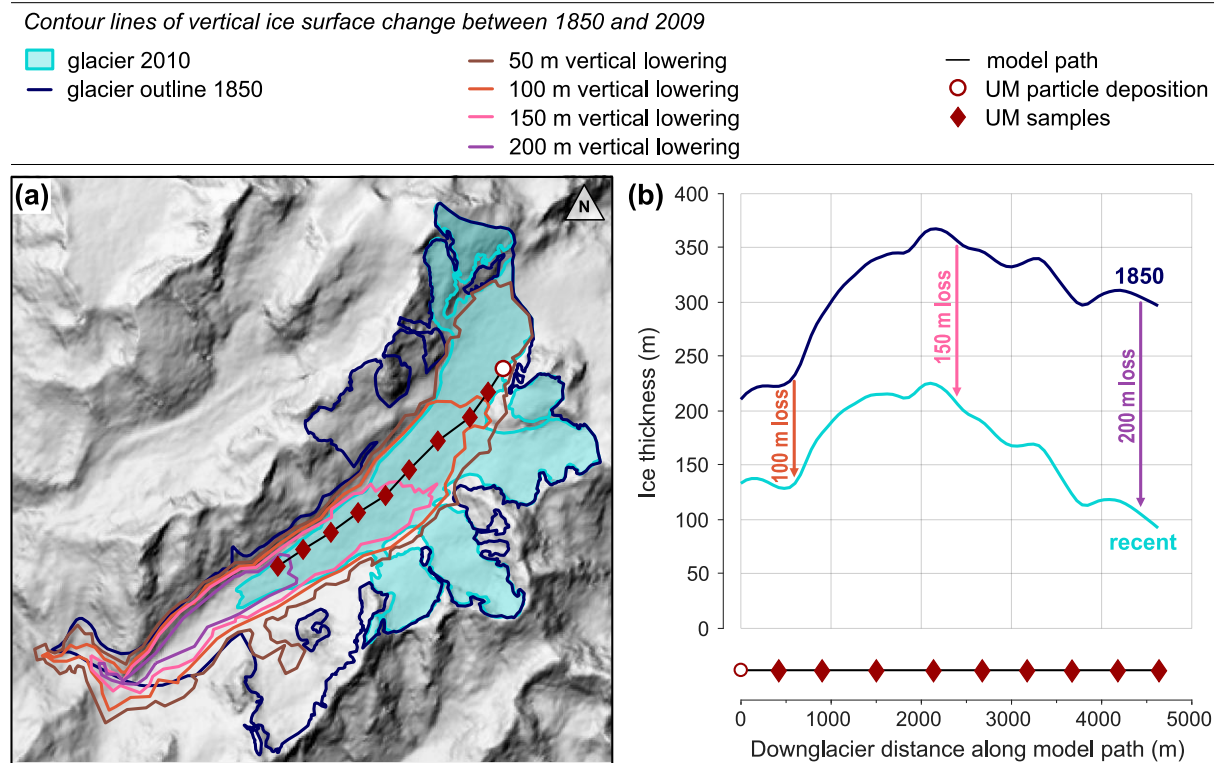 Contour lines of vertical ice surface change between 1850 and 2009
glacier 2010
glacier outline 1850
50 m vertical lowering
100 m vertical lowering
150 m vertical lowering
200 m vertical lowering
model path
UM particle deposition
UM samples
(a)
N
(b)
400
350
300
250
200
150
100
50
0
Ice thickness (m)
100 m loss
150 m loss
200 m loss
1850
recent
0
1000
2000
3000
4000
5000
Downglacier distance along model path (m)